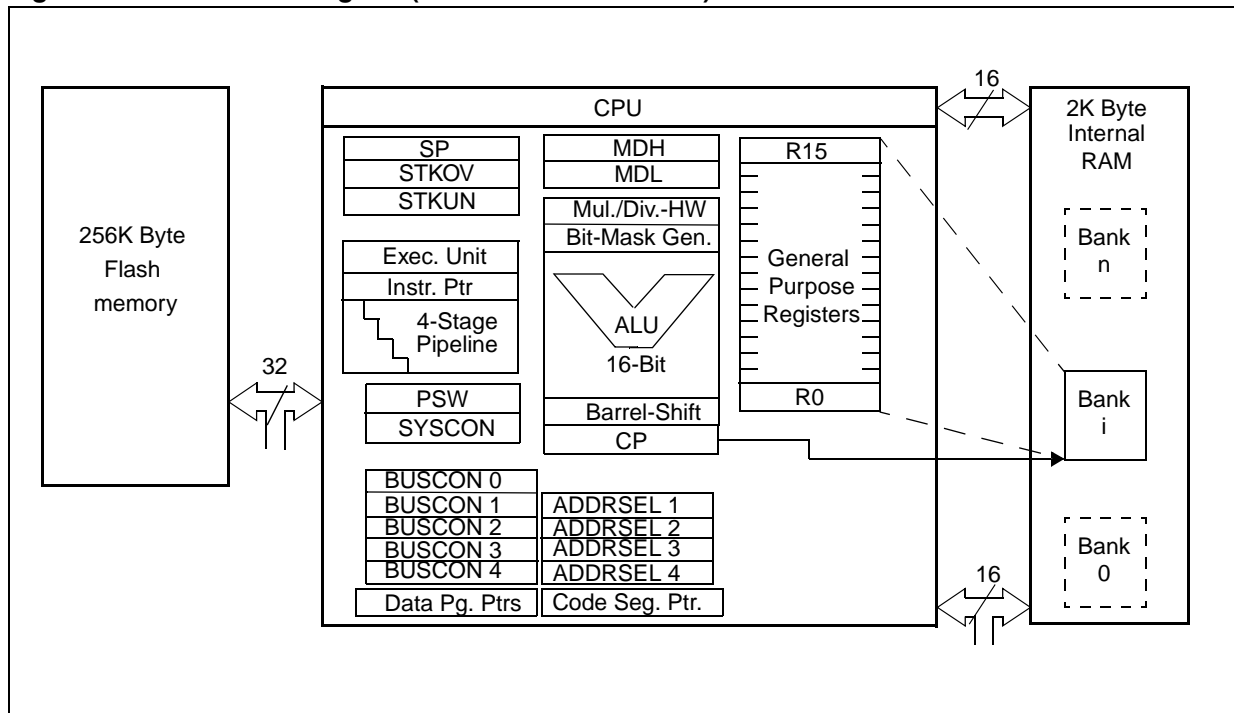 16
CPU
2K Byte
Internal
RAM
SP
STKOV
STKUN
MDH
MDL
R15
Mul./Div.-HW
Bit-Mask Gen.
256K Byte
Flash
memory
Bank
n
Exec. Unit
Instr. Ptr
4-Stage
Pipeline
General
Purpose
Registers
ALU
16-Bit
32
PSW
SYSCON
Barrel-Shift
CP
R0
Bank
i
BUSCON 0
BUSCON 1
BUSCON 2
BUSCON 3
BUSCON 4
ADDRSEL 1
ADDRSEL 2
ADDRSEL 3
ADDRSEL 4
Bank
0
16
Data Pg. Ptrs
Code Seg. Ptr.